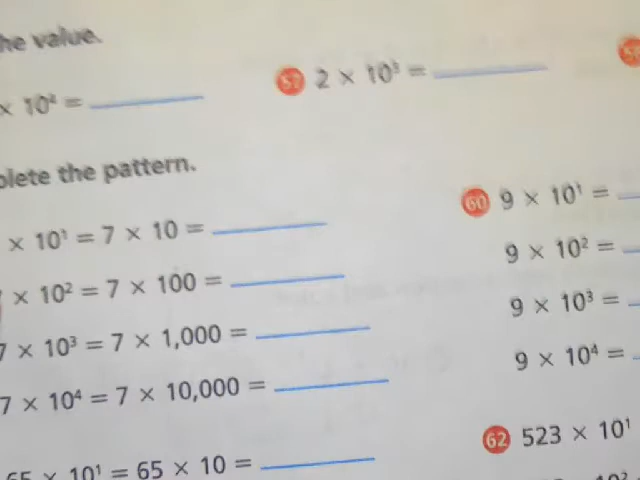 he value.
× 10² = 
57 2 × 10³ =
plete the pattern.
× 10¹ = 7 × 10 =
× 10² = 7 × 100 =
7 × 10³ = 7 × 1,000 =
7 × 10⁴ = 7 × 10,000 =
65 × 10¹ = 65 × 10 =
60 9 × 10¹ =
9 × 10² =
9 × 10³ =
9 × 10⁴ =
62 523 × 10¹
10²